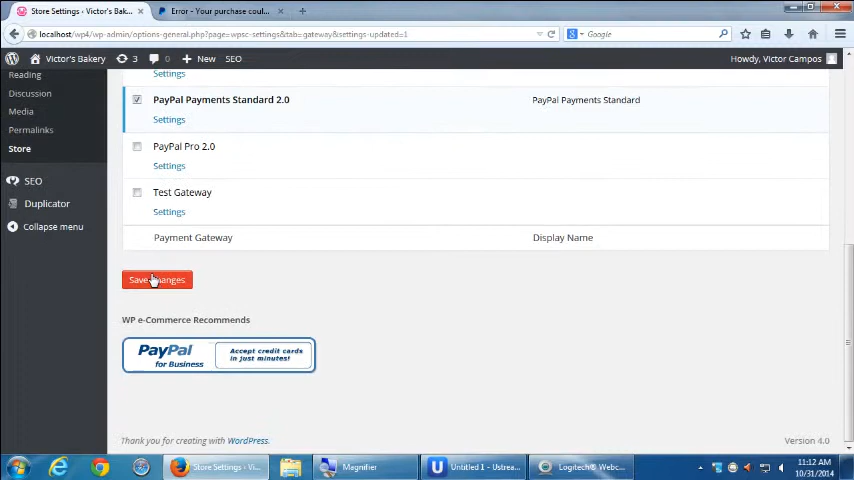 Store Settings ‹ Victor's B...
Error - Your purchase coul...
localhost/wp4/wp-admin/options-general.php?page=wpsc-settings&tab=gateway&settings-updated=1
Google
Victor's Bakery 3 0 New SEO
Howdy, Victor Campos
Reading
Settings
Discussion
PayPal Payments Standard 2.0
PayPal Payments Standard
Media
Settings
Permalinks
Store
PayPal Pro 2.0
Settings
SEO
Test Gateway
Duplicator
Settings
Collapse menu
Payment Gateway
Display Name
Save Changes
WP e-Commerce Recommends
PayPal
for Business
Accept credit cards
in just minutes!
Thank you for creating with WordPress.
Version 4.0
Store Settings ‹ Vi...
Magnifier
Untitled 1 - Ustrea...
Logitech® Webc...
11:12 AM
10/31/2014